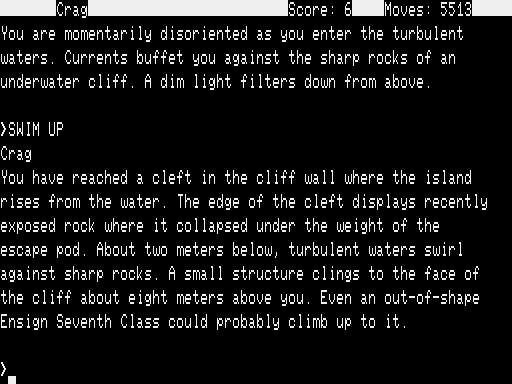 Crag Score: 6 Moves: 5513
You are momentarily disoriented as you enter the turbulent
waters. Currents buffet you against the sharp rocks of an
underwater cliff. A dim light filters down from above.
>SWIM UP
Crag
You have reached a cleft in the cliff wall where the island
rises from the water. The edge of the cleft displays recently
exposed rock where it collapsed under the weight of the
escape pod. About two meters below, turbulent waters swirl
against sharp rocks. A small structure clings to the face of
the cliff about eight meters above you. Even an out-of-shape
Ensign Seventh Class could probably climb up to it.
>